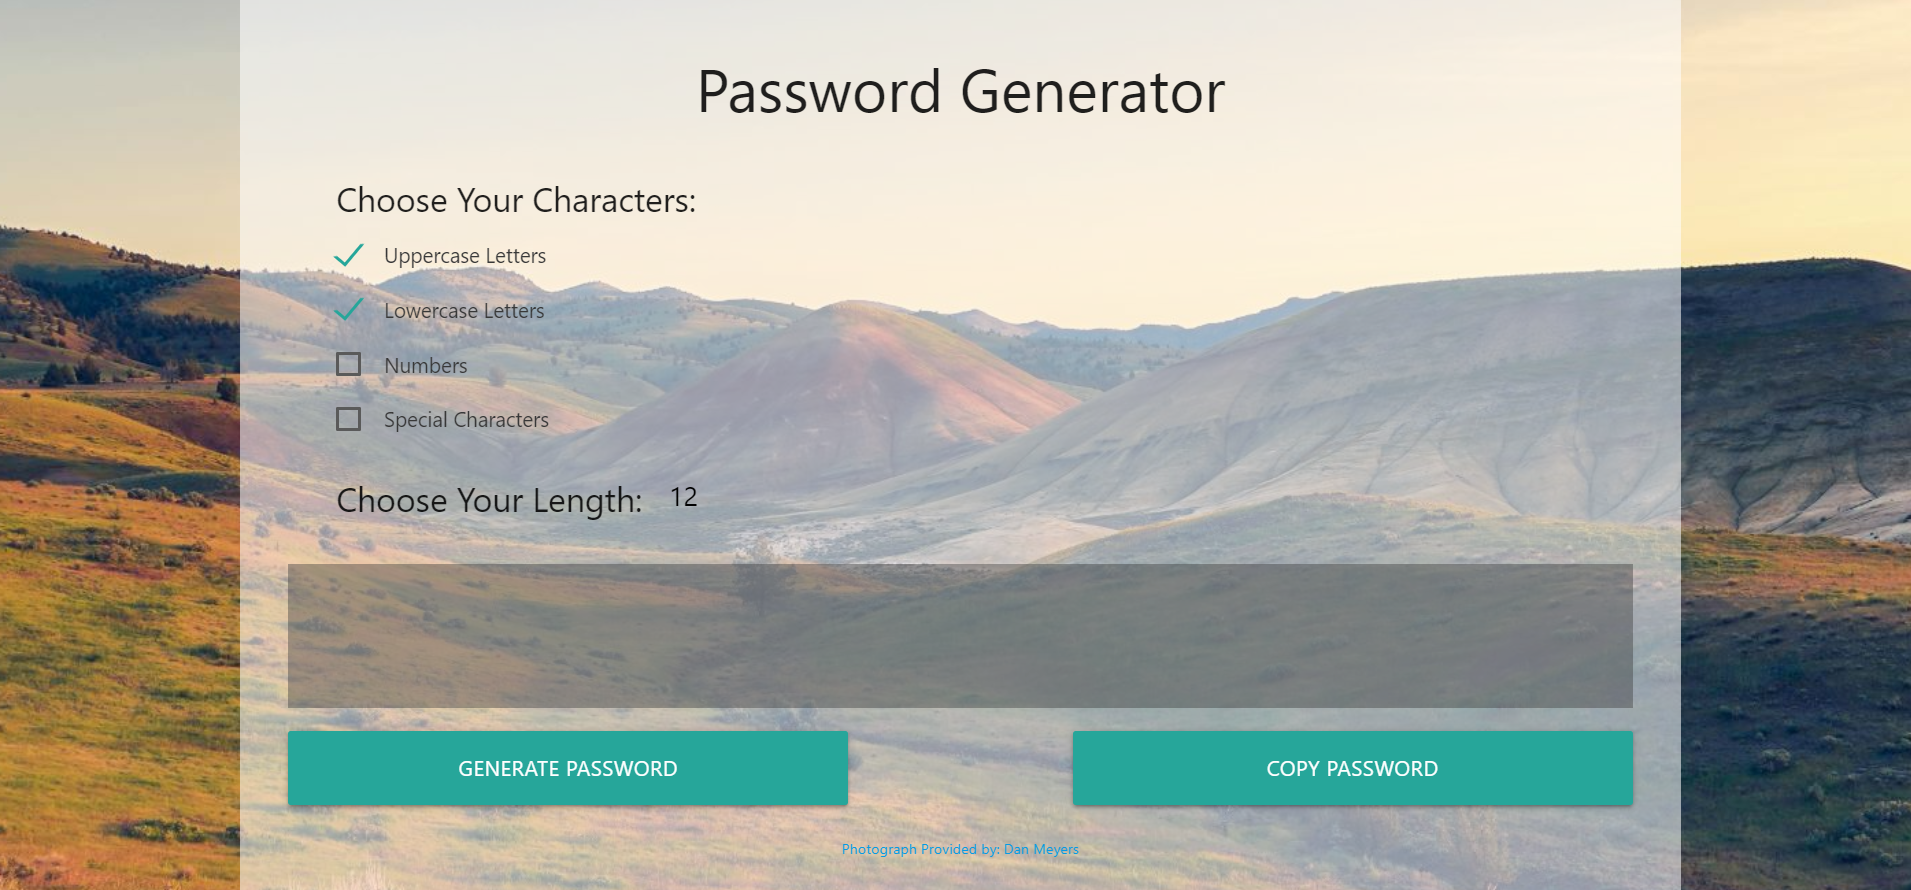 Password Generator
Choose Your Characters:
Uppercase Letters
Lowercase Letters
Numbers
Special Characters
Choose Your Length: 12
GENERATE PASSWORD
COPY PASSWORD
Photograph Provided by: Dan Meyers